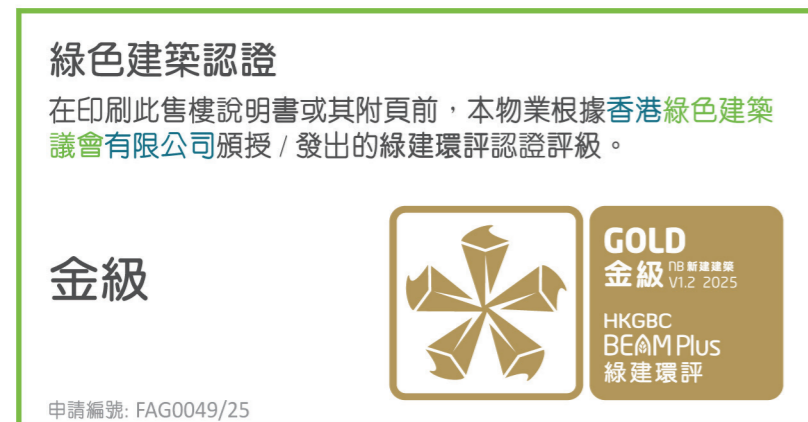 綠色建築認證
在印刷此售樓說明書或其附頁前，本物業根據香港綠色建築
議會有限公司頒授 / 發出的綠建環評認證評級。
金級
GOLD
金級 NB 新建建築
V1.2 2025
HKGBC
BEAM Plus
綠建環評
申請編號: FAG0049/25